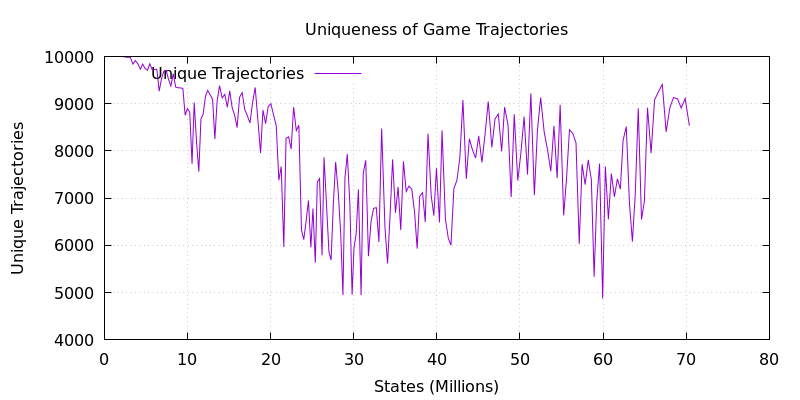 Uniqueness of Game Trajectories
Unique Trajectories
10000
9000
8000
7000
6000
5000
4000
Unique Trajectories
0 10 20 30 40 50 60 70 80
States (Millions)